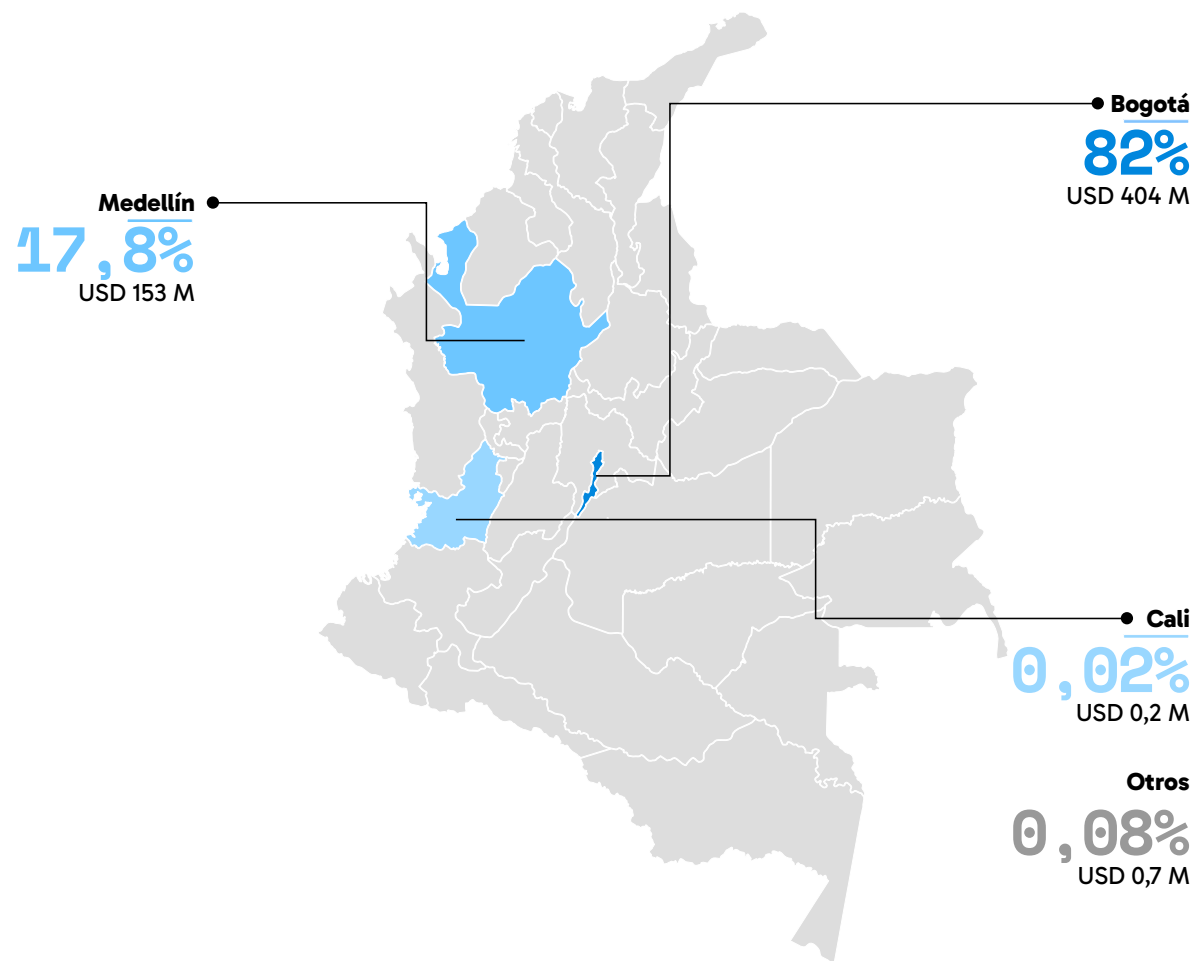 Bogotá
82%
USD 404 M
Medellín
17,8%
USD 153 M
Cali
0,02%
USD 0,2 M
Otros
0,08%
USD 0,7 M